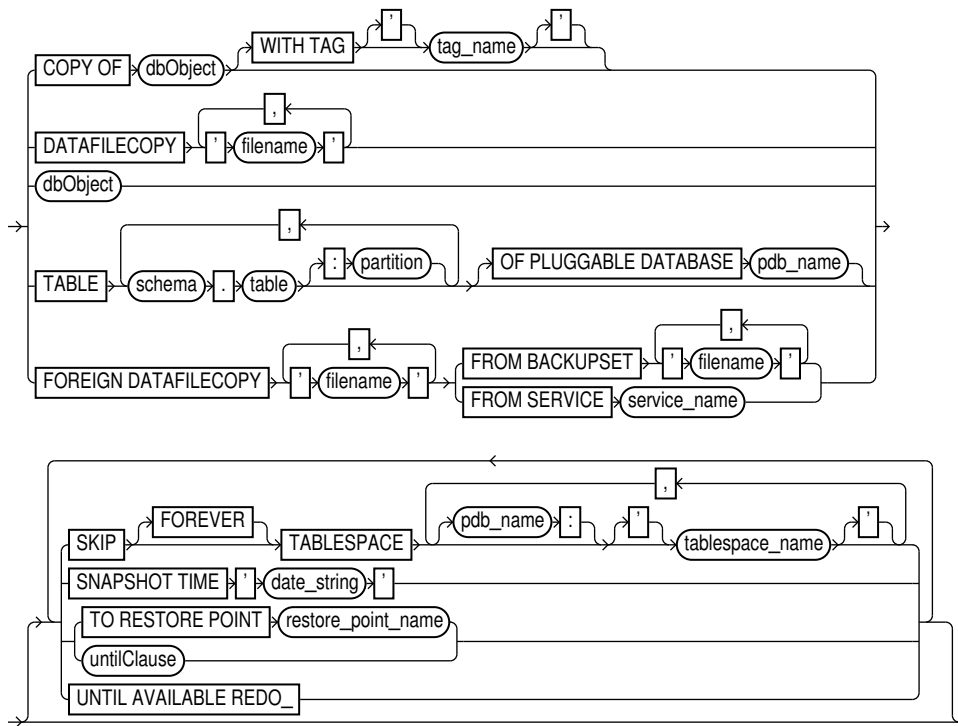 ' '
WITH TAG tag_name
COPY OF dbObject
,
DATAFILECOPY ' filename '
dbObject
,
: partition OF PLUGGABLE DATABASE pdb_name
TABLE schema . table
, ,
FROM BACKUPSET ' filename '
FOREIGN DATAFILECOPY ' filename '
FROM SERVICE service_name
,
FOREVER pdb_name : ' '
SKIP TABLESPACE tablespace_name
SNAPSHOT TIME ' date_string '
TO RESTORE POINT restore_point_name
untilClause
UNTIL AVAILABLE REDO_